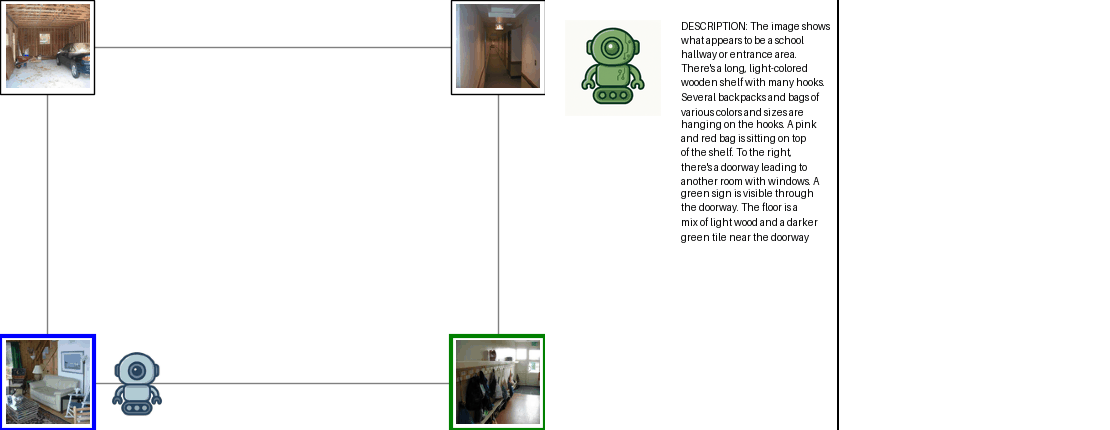 DESCRIPTION: The image shows
what appears to be a school
hallway or entrance area.
There's a long, light-colored
wooden shelf with many hooks.
Several backpacks and bags of
various colors and sizes are
hanging on the hooks. A pink
and red bag is sitting on top
of the shelf. To the right,
there's a doorway leading to
another room with windows. A
green sign is visible through
the doorway. The floor is a
mix of light wood and a darker
green tile near the doorway